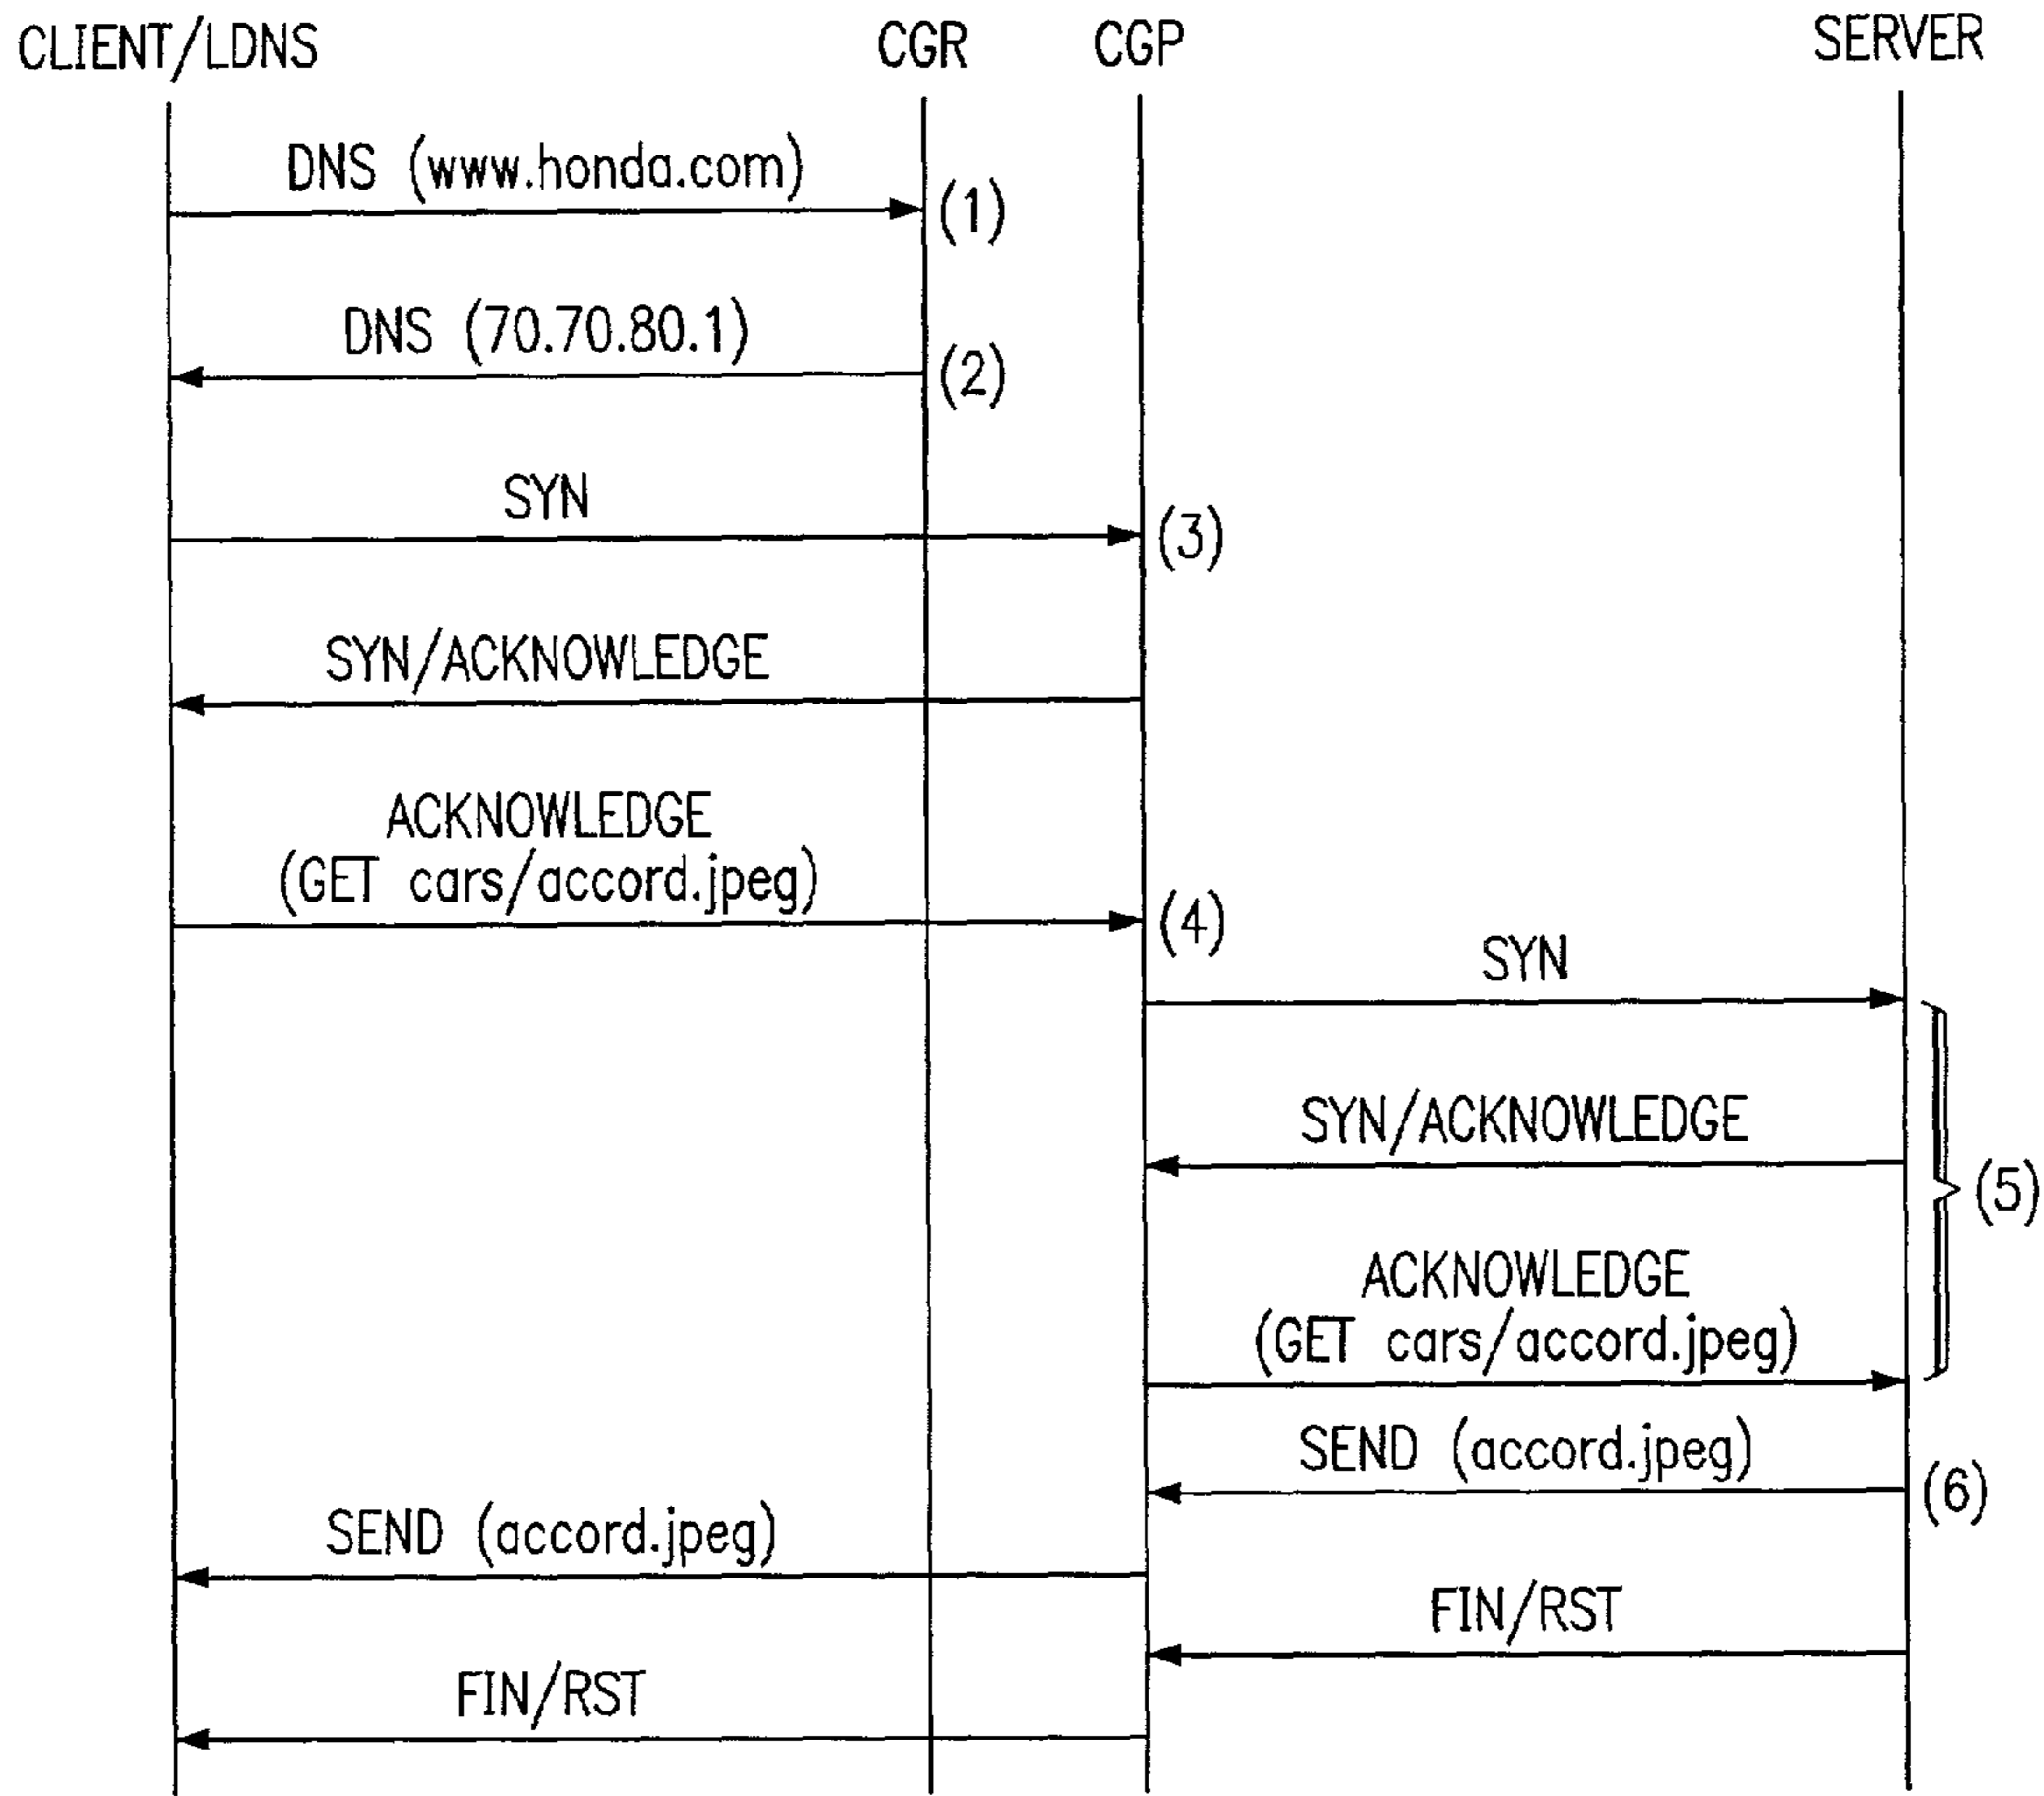 CLIENT/LDNS CGR CGP SERVER
DNS (www.honda.com)
(1)
DNS (70.70.80.1)
(2)
SYN
(3)
SYN/ACKNOWLEDGE
ACKNOWLEDGE
(GET cars/accord.jpeg)
(4)
SYN
SYN/ACKNOWLEDGE
(5)
ACKNOWLEDGE
(GET cars/accord.jpeg)
SEND (accord.jpeg)
(6)
SEND (accord.jpeg)
FIN/RST
FIN/RST